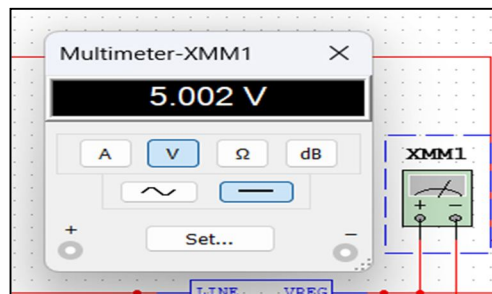 Multimeter-XMM1
5.002 V
A V Ω dB
XMM1
+ −
+ −
Set...
LINE VREG